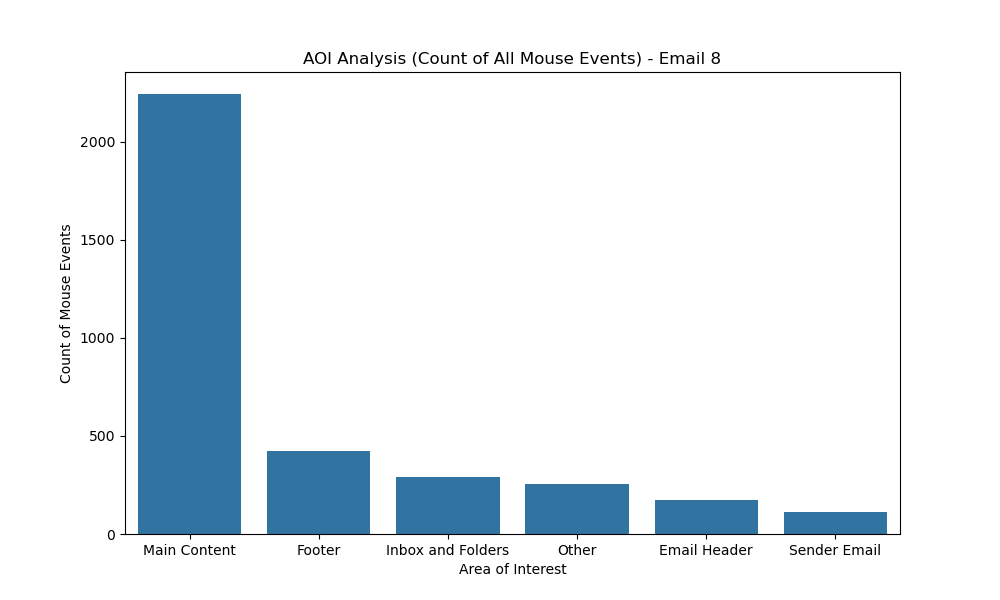 AOI Analysis (Count of All Mouse Events) - Email 8
Count of Mouse Events
2000
1500
1000
500
0
Main Content
Footer
Inbox and Folders
Other
Email Header
Sender Email
Area of Interest